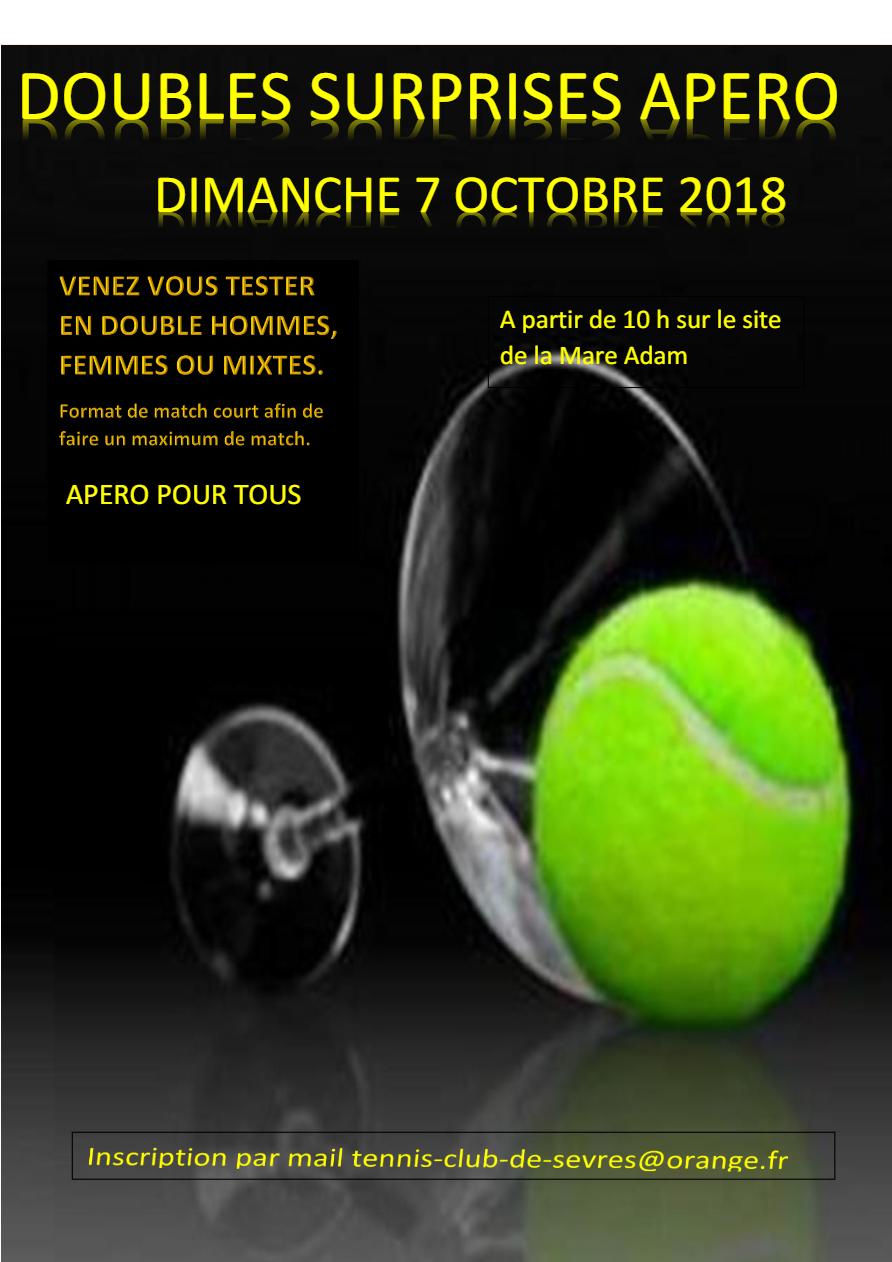 DOUBLES SURPRISES APERO
DIMANCHE 7 OCTOBRE 2018
VENEZ VOUS TESTER
EN DOUBLE HOMMES,
FEMMES OU MIXTES.
Format de match court afin de
faire un maximum de match.
APERO POUR TOUS
A partir de 10 h sur le site
de la Mare Adam
Inscription par mail tennis-club-de-sevres@orange.fr